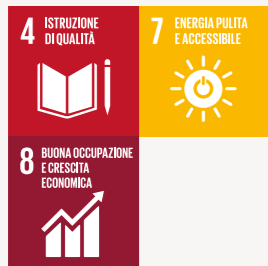 4 ISTRUZIONE
DI QUALITÀ
7 ENERGIA PULITA
E ACCESSIBILE
8 BUONA OCCUPAZIONE
E CRESCITA
ECONOMICA